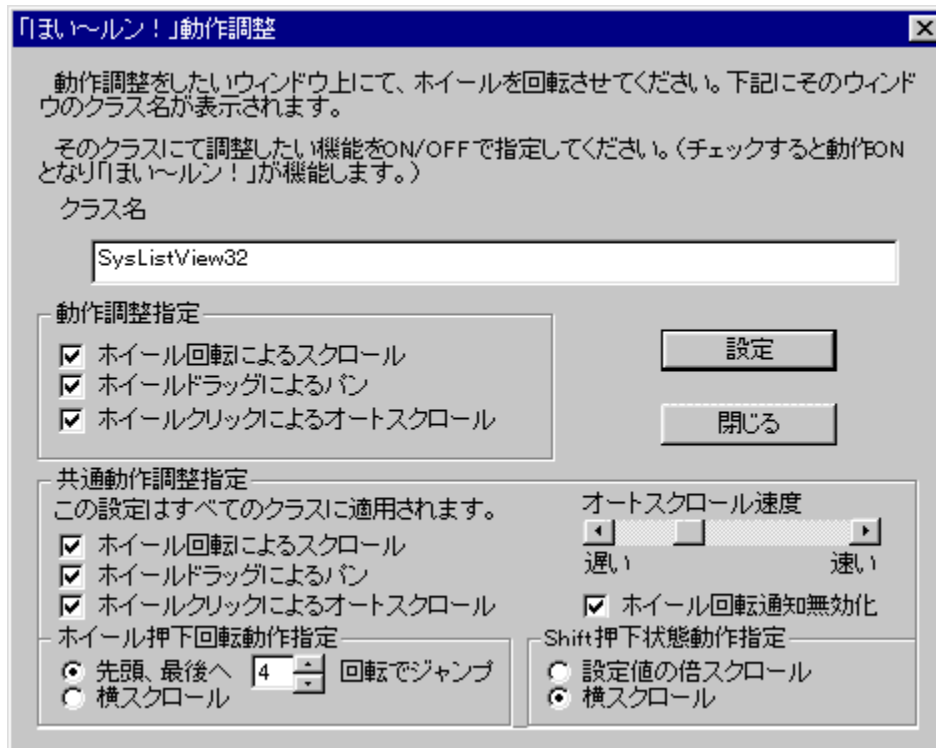 「ほい～ルン！」動作調整
動作調整をしたいウィンドウ上にて、ホイールを回転させてください。下記にそのウィンド
ウのクラス名が表示されます。
そのクラスにて調整したい機能をON/OFFで指定してください。(チェックすると動作ON
となり「ほい～ルン！」が機能します。)
クラス名
SysListView32
動作調整指定
ホイール回転によるスクロール
ホイールドラッグによるパン
ホイールクリックによるオートスクロール
設定
閉じる
共通動作調整指定
この設定はすべてのクラスに適用されます。
ホイール回転によるスクロール
ホイールドラッグによるパン
ホイールクリックによるオートスクロール
オートスクロール速度
遅い 速い
ホイール回転通知無効化
ホイール押下回転動作指定
先頭、最後へ 4 回転でジャンプ
横スクロール
Shift押下状態動作指定
設定値の倍スクロール
横スクロール